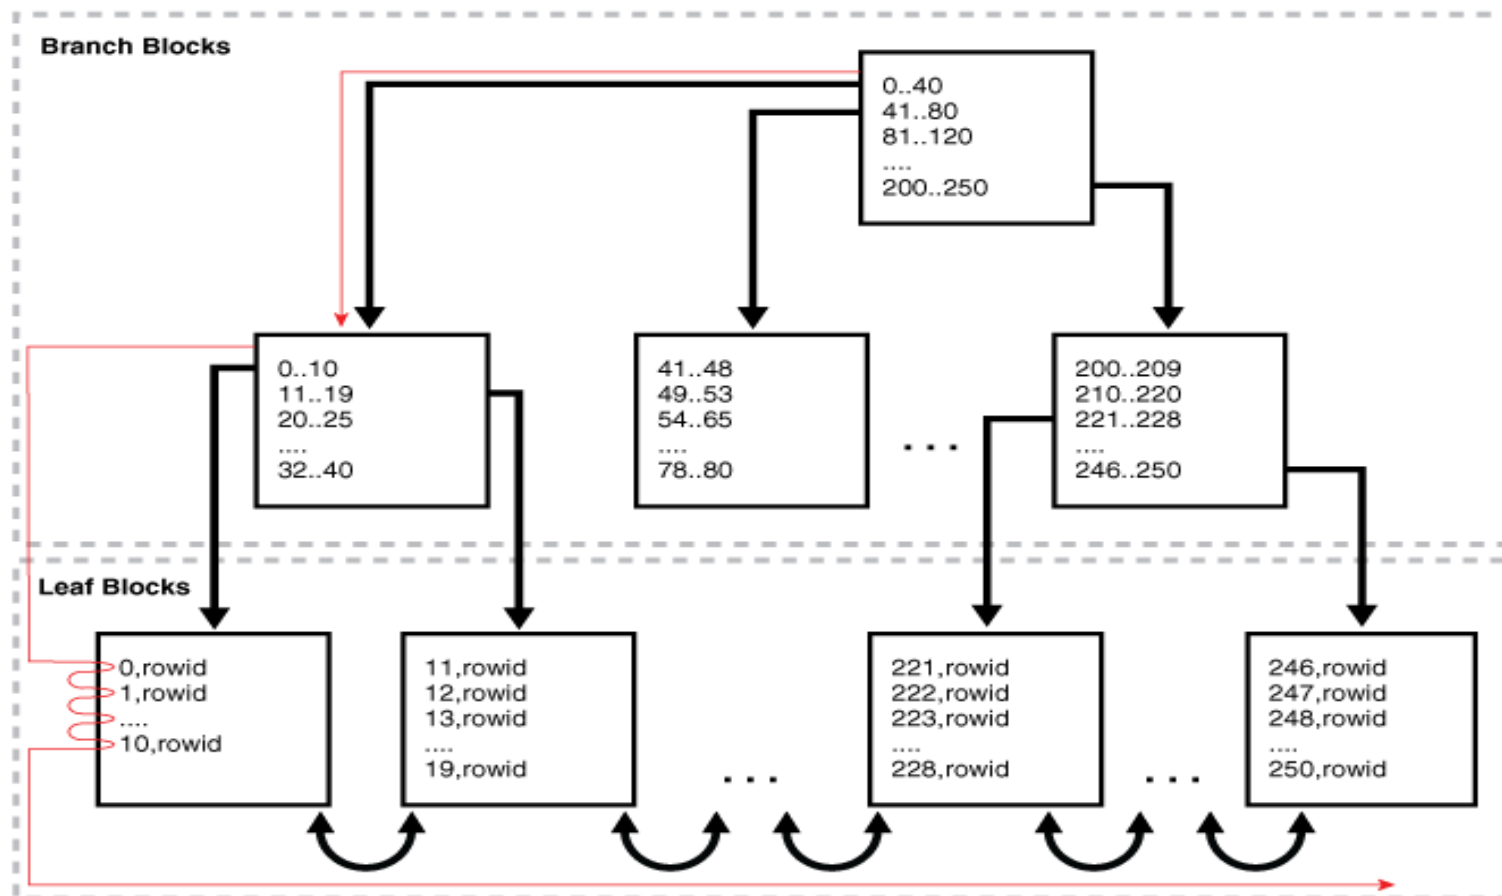 Branch Blocks
0..40
41..80
81..120
....
200..250
0..10
11..19
20..25
....
32..40
41..48
49..53
54..65
....
78..80
. . .
200..209
210..220
221..228
....
246..250
Leaf Blocks
0,rowid
1,rowid
....
10,rowid
11,rowid
12,rowid
13,rowid
....
19,rowid
. . .
221,rowid
222,rowid
223,rowid
....
228,rowid
. . .
246,rowid
247,rowid
248,rowid
....
250,rowid